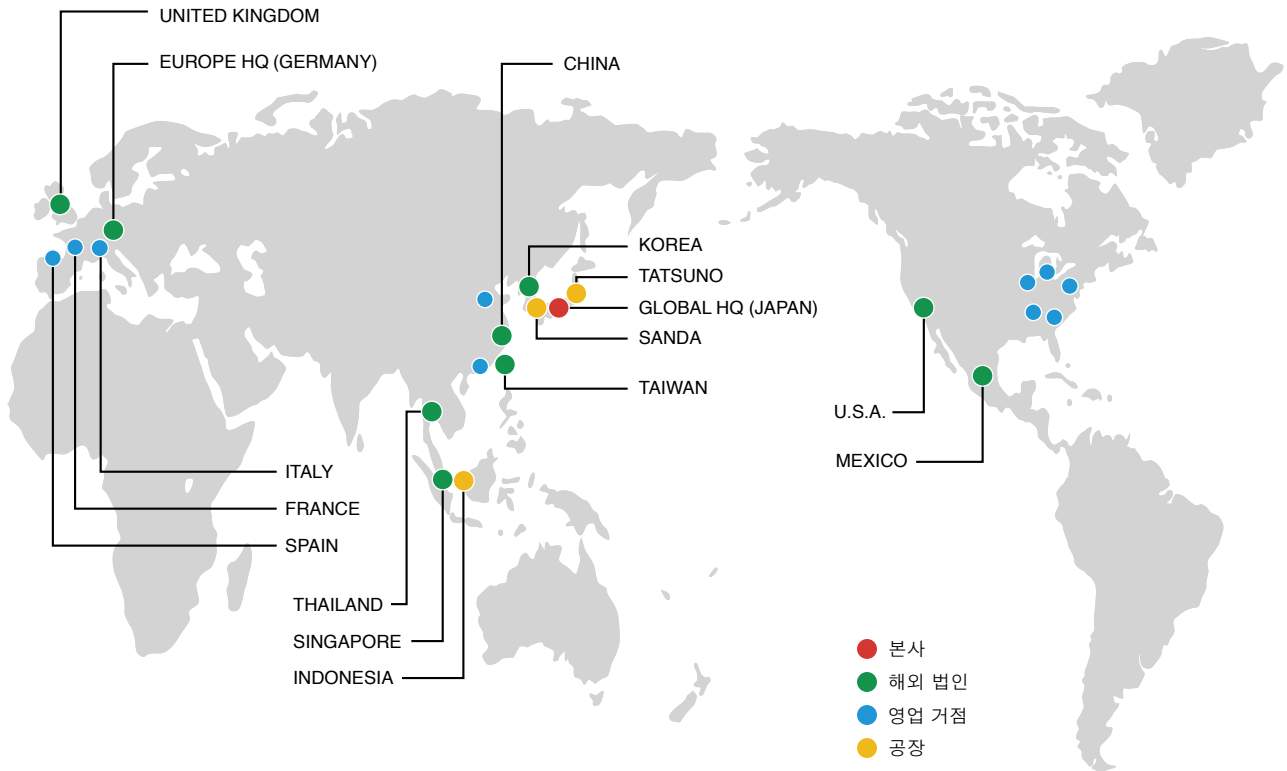 UNITED KINGDOM
EUROPE HQ (GERMANY)
CHINA
KOREA
TATSUNO
GLOBAL HQ (JAPAN)
SANDA
TAIWAN
U.S.A.
MEXICO
ITALY
FRANCE
SPAIN
THAILAND
SINGAPORE
INDONESIA
본사
해외 법인
영업 거점
공장